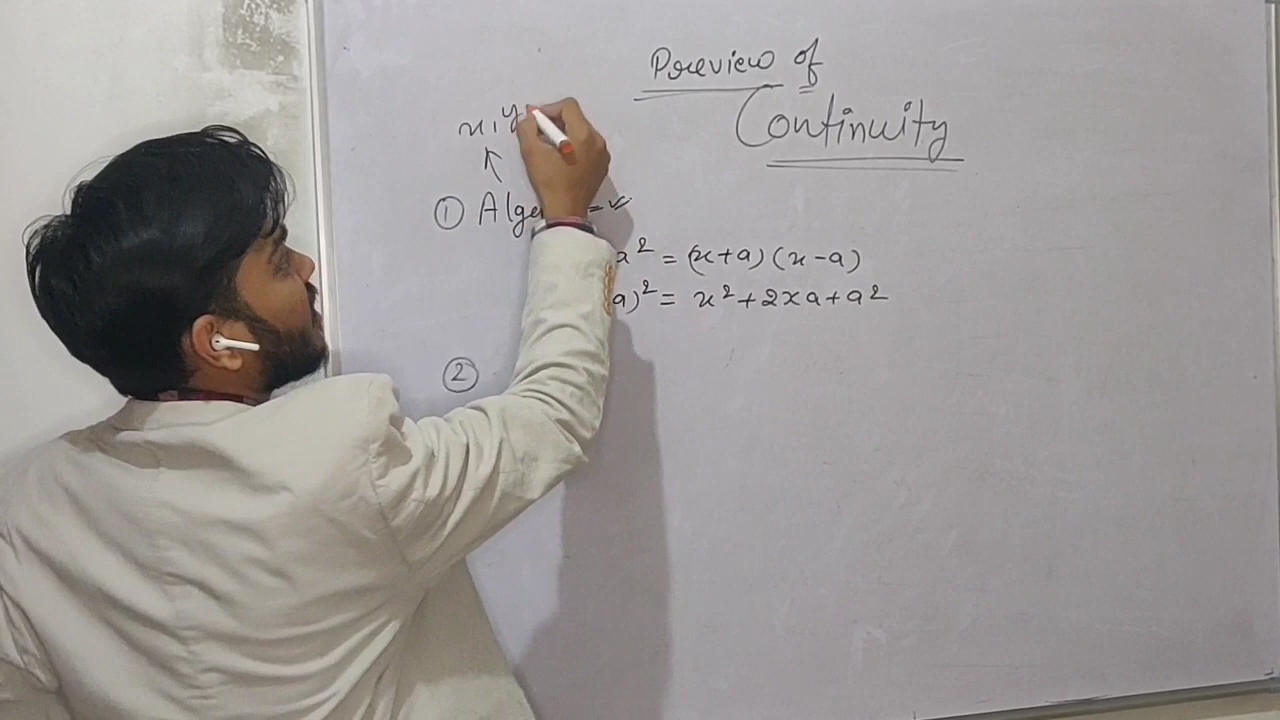 Preview of
Continuity
x, y
① Alge
a² = (x+a) (x-a)
a)² = x² + 2xa + a²
②